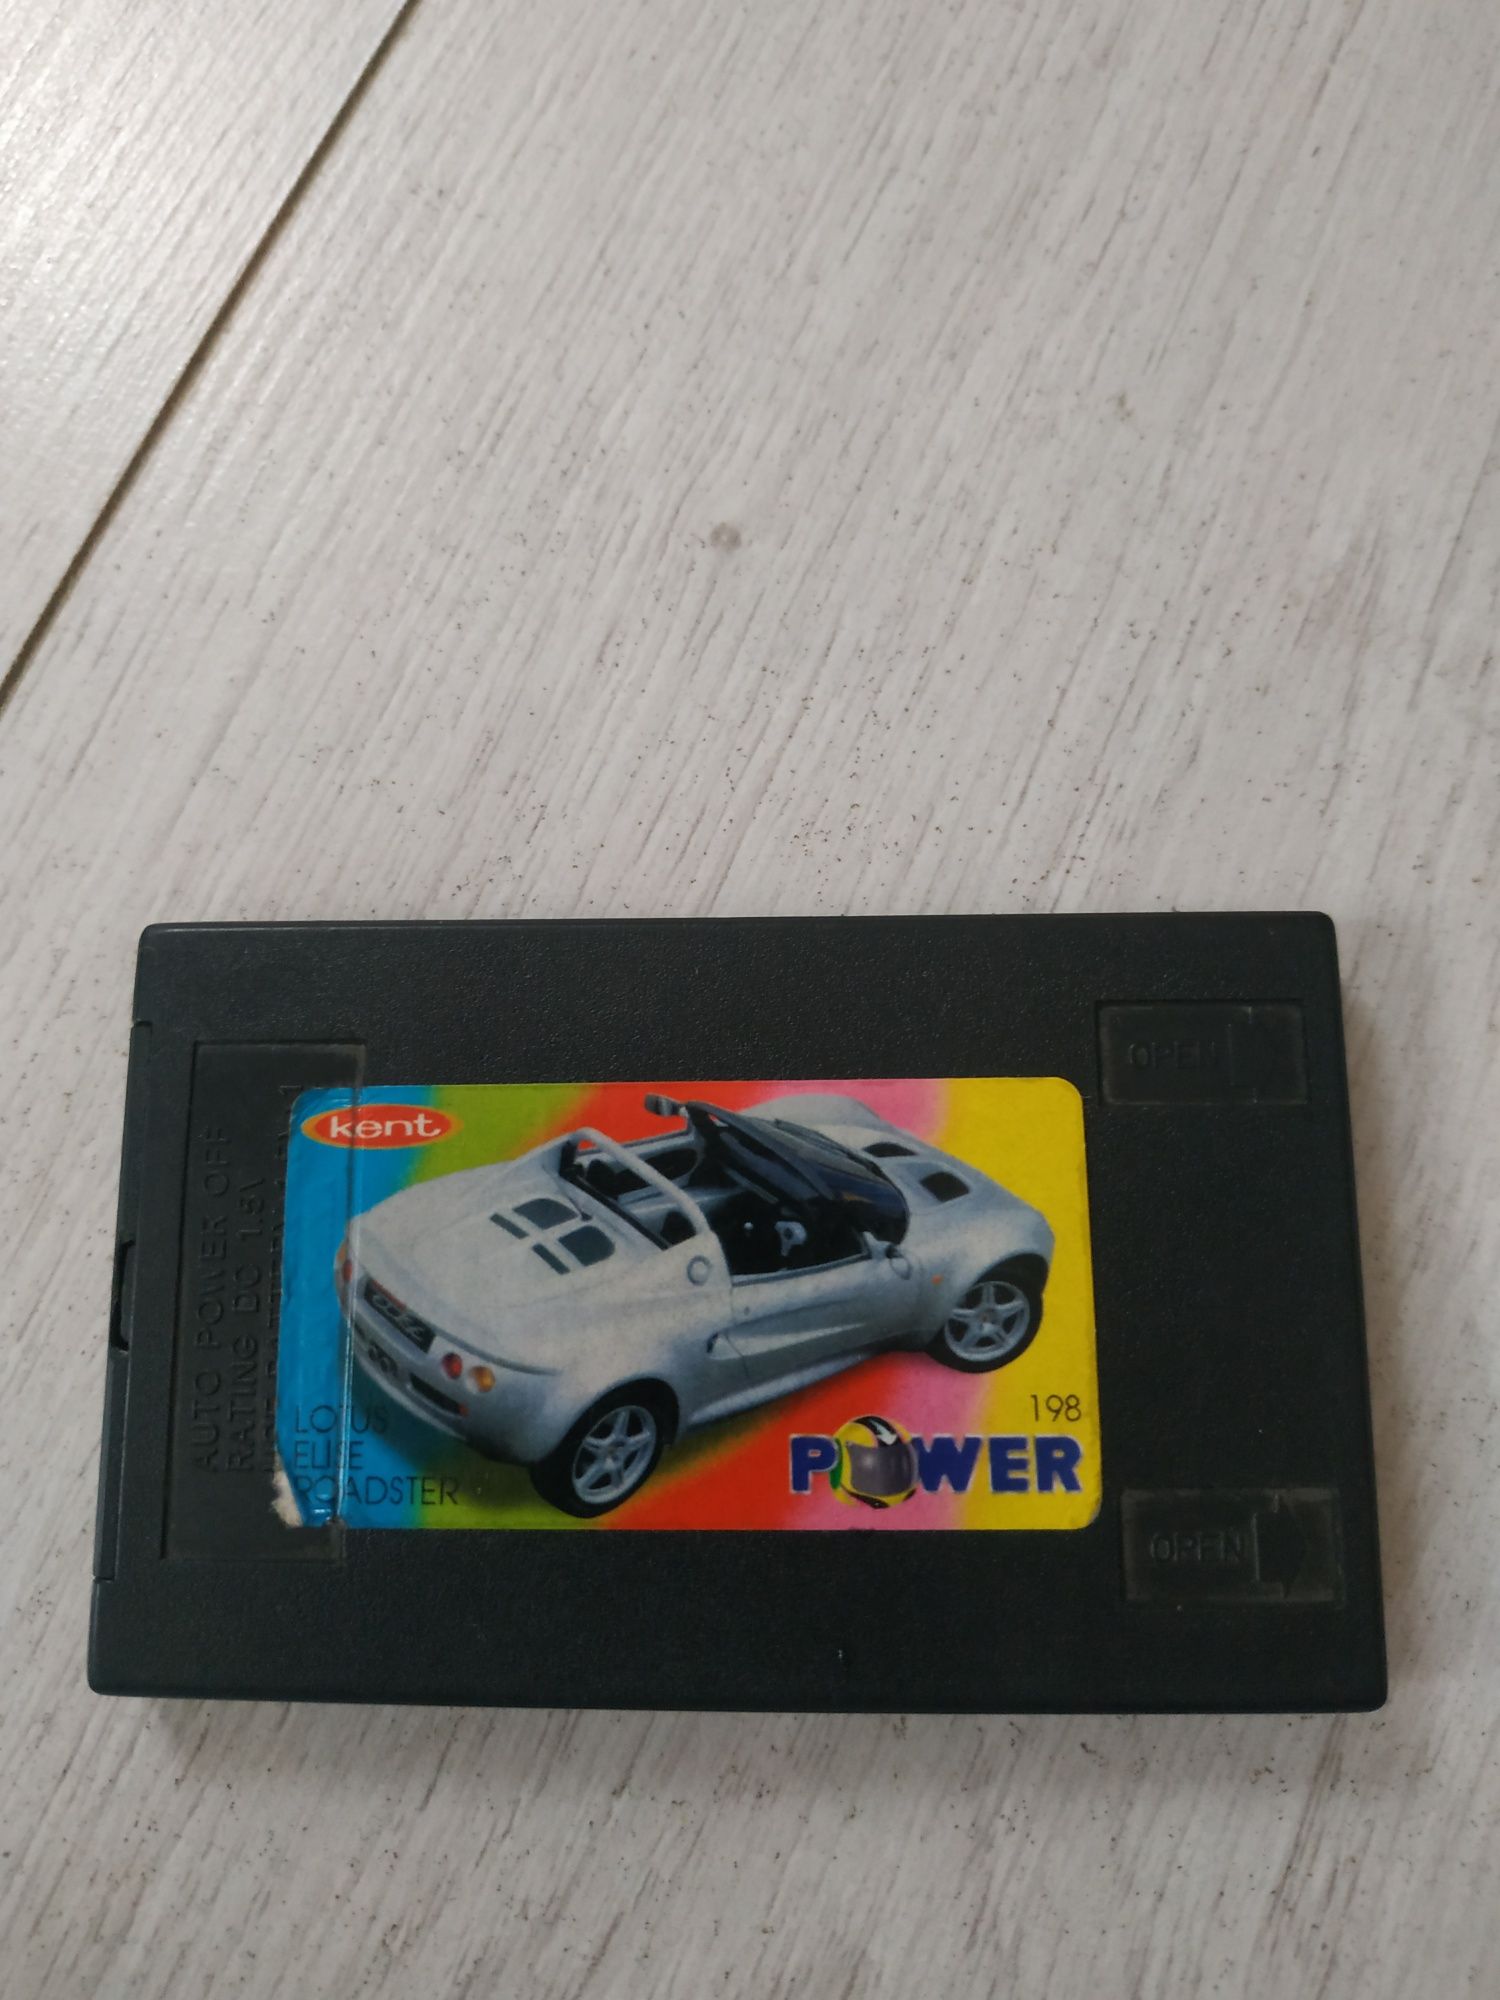 kent
LOTUS
ELISE
ROADSTER
198
POWER
AUTO POWER OFF
RATING DC 1.5V
OPEN
OPEN